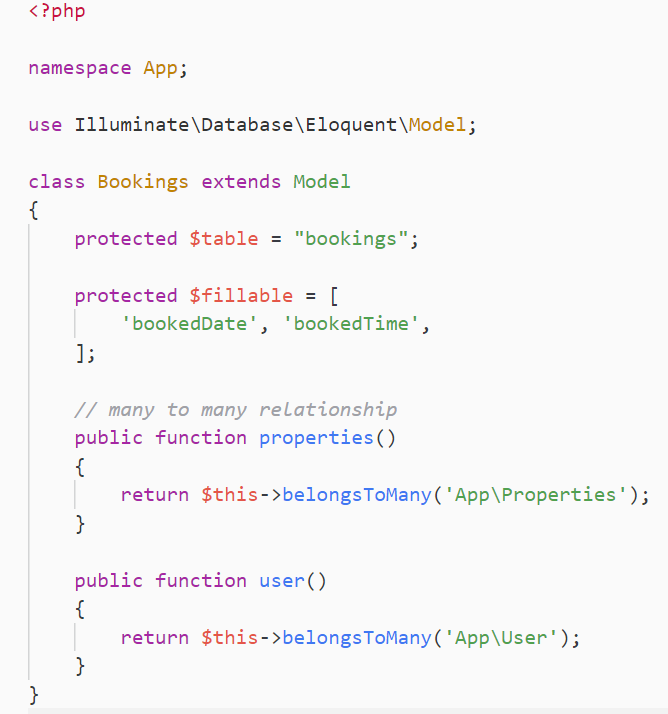 <?php
namespace App;
use Illuminate\Database\Eloquent\Model;
class Bookings extends Model
{
    protected $table = "bookings";
    protected $fillable = [
        'bookedDate', 'bookedTime',
    ];
    // many to many relationship
    public function properties()
    {
        return $this->belongsToMany('App\Properties');
    }
    public function user()
    {
        return $this->belongsToMany('App\User');
    }
}